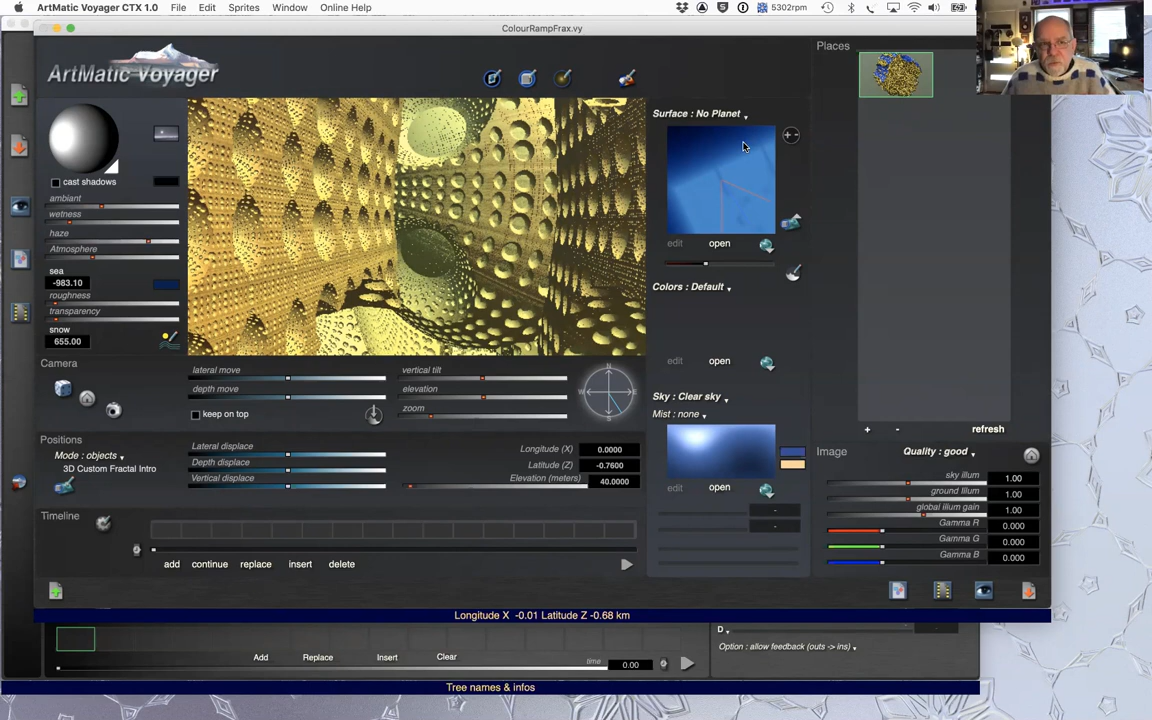 ArtMatic Voyager CTX 1.0 File Edit Sprites Window Online Help 5302rpm
ColourRampFrax.vy
ArtMatic Voyager
Places
Surface : No Planet
cast shadows
ambiant
wetness
haze
Atmosphere
sea
-983.10
roughness
transparency
snow
655.00
edit open
Colors : Default
edit open
Sky : Clear sky
Mist : none
edit open
-
-
Camera
lateral move
depth move
keep on top
vertical tilt
elevation
zoom
N
W E
S
Positions
Mode : objects
3D Custom Fractal Intro
Lateral displace
Depth displace
Vertical displace
Longitude (X) 0.0000
Latitude (Z) -0.7600
Elevation (meters) 40.0000
+ - refresh
Image Quality : good
sky illum 1.00
ground Illum 1.00
global illum gain 1.00
Gamma R 0.000
Gamma G 0.000
Gamma B 0.000
Timeline
add continue replace insert delete
Longitude X -0.01 Latitude Z -0.68 km
D
Option : allow feedback (outs -> ins)
Add Replace Insert Clear time 0.00
Tree names & infos